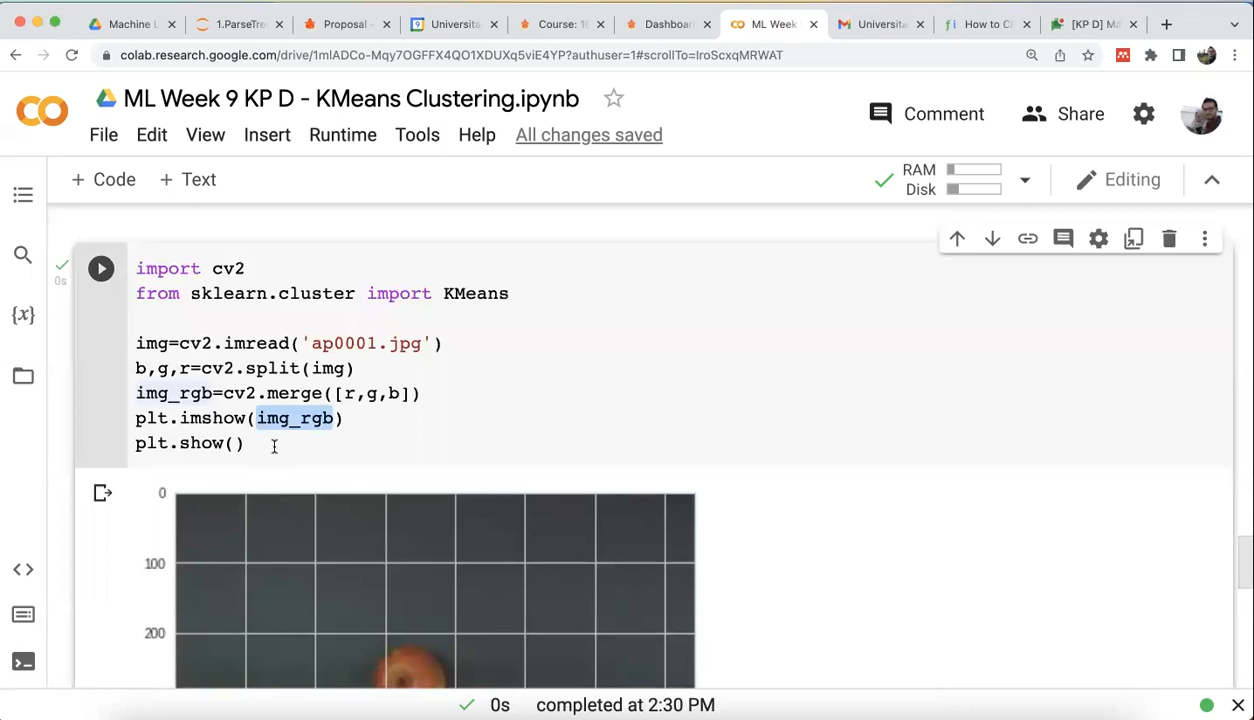 Machine L
1.ParseTre
Proposal -
Universita
Course: 1
Dashboar
ML Week
Universita
How to C
[KP D] Ma
colab.research.google.com/drive/1mlADCo-Mqy7OGFFX4QO1XDUXq5viE4YP?authuser=1#scrollTo=IroScxqMRWAT
ML Week 9 KP D - KMeans Clustering.ipynb
Comment
Share
File Edit View Insert Runtime Tools Help All changes saved
+ Code + Text
RAM
Disk
Editing
0s
import cv2
from sklearn.cluster import KMeans
img=cv2.imread('ap0001.jpg')
b,g,r=cv2.split(img)
img_rgb=cv2.merge([r,g,b])
plt.imshow(img_rgb)
plt.show()
0
100
200
0s completed at 2:30 PM